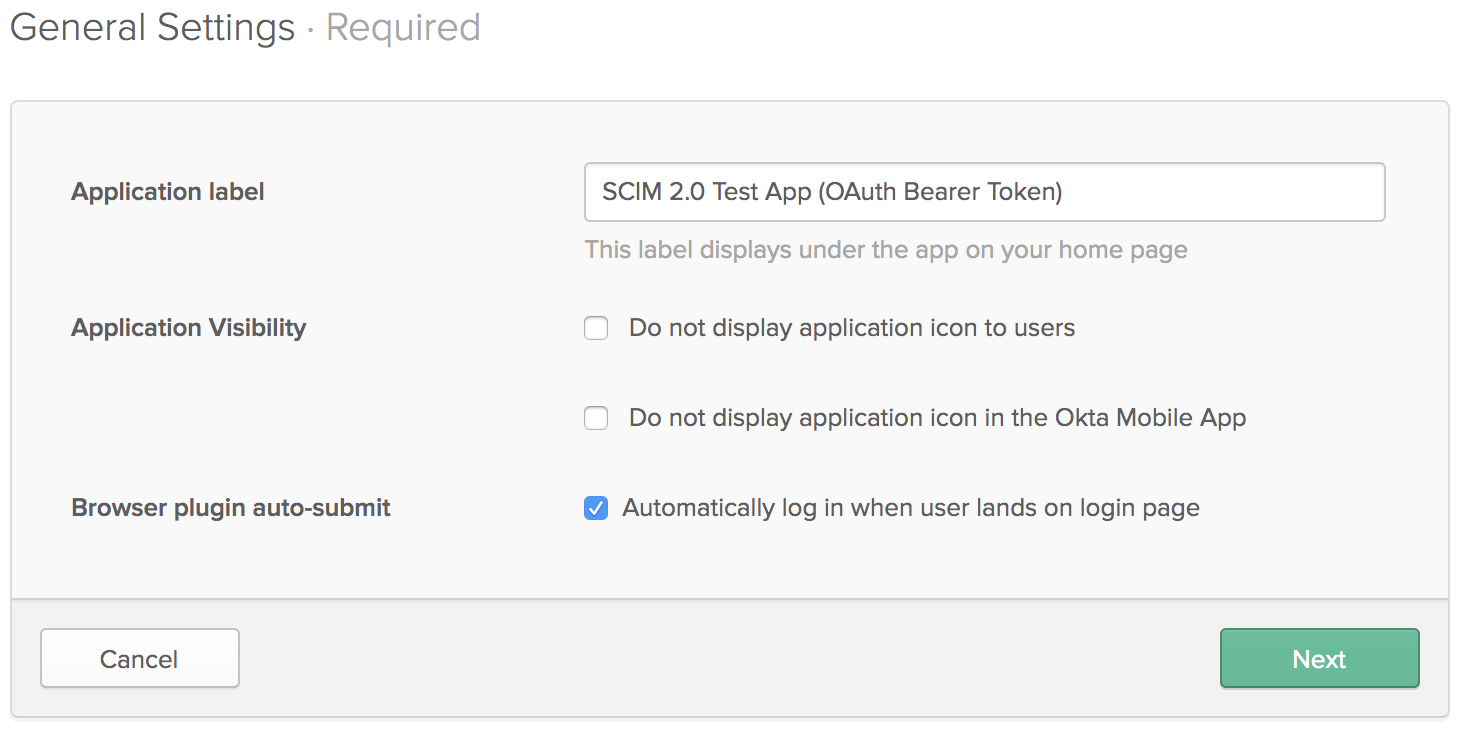 General Settings · Required
Application label
SCIM 2.0 Test App (OAuth Bearer Token)
This label displays under the app on your home page
Application Visibility
Do not display application icon to users
Do not display application icon in the Okta Mobile App
Browser plugin auto-submit
Automatically log in when user lands on login page
Cancel
Next